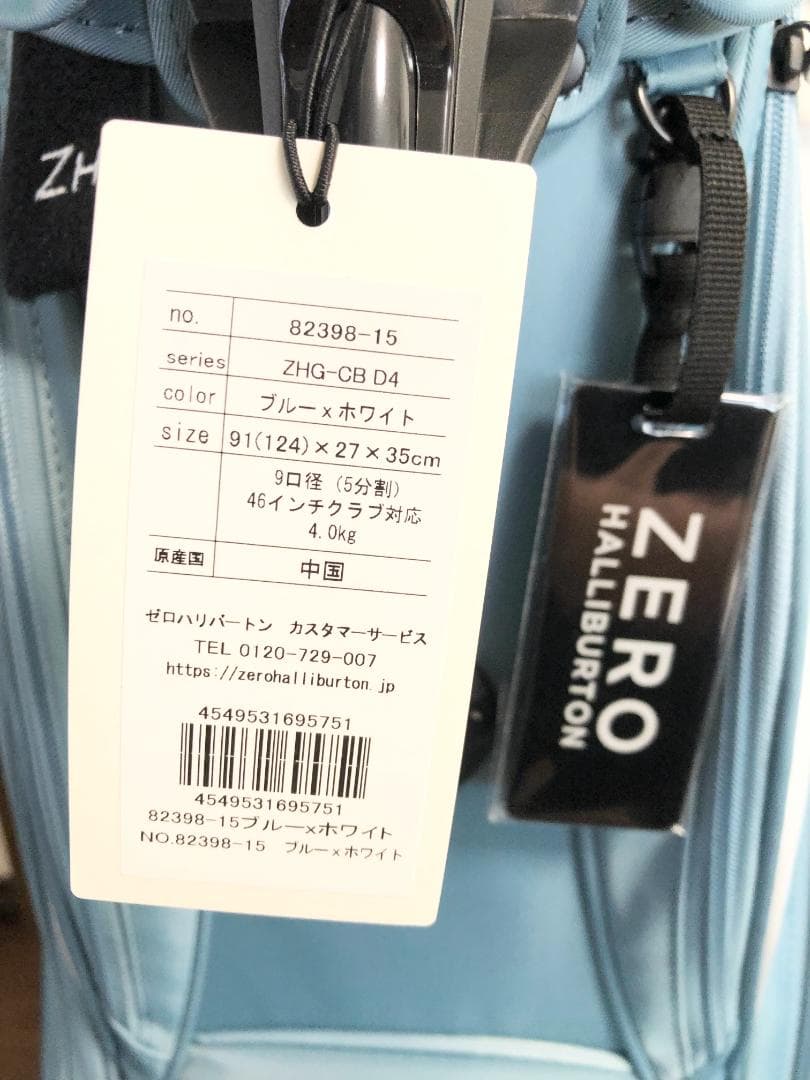 ZH
no. 82398-15
series ZHG-CB D4
color ブルー x ホワイト
size 91(124)×27×35cm
9口径 (5分割)
46インチクラブ対応
4.0kg
原産国 中国
ゼロハリバートン カスタマーサービス
TEL 0120-729-007
https://zerohalliburton.jp
4549531695751
4549531695751
82398-15ブルー×ホワイト
NO.82398-15 ブルー x ホワイト
ZERO
HALLIBURTON